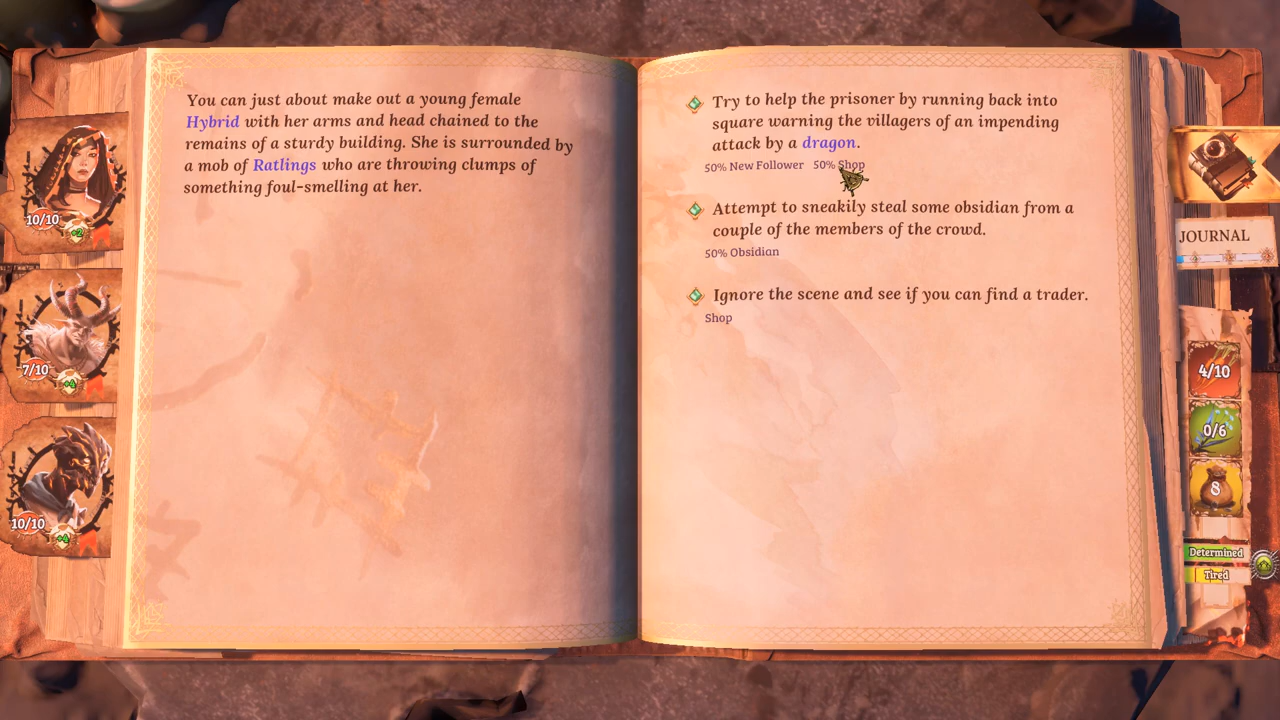 You can just about make out a young female
Hybrid with her arms and head chained to the
remains of a sturdy building. She is surrounded by
a mob of Ratlings who are throwing clumps of
something foul-smelling at her.
Try to help the prisoner by running back into
square warning the villagers of an impending
attack by a dragon.
50% New Follower 50% Shop
Attempt to sneakily steal some obsidian from a
couple of the members of the crowd.
50% Obsidian
Ignore the scene and see if you can find a trader.
Shop
10/10
+2
7/10
+4
10/10
+4
JOURNAL
4/10
0/6
8
Determined
Tired